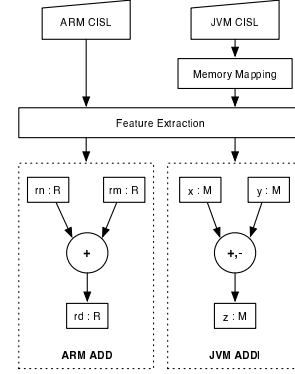 ARM CISL
JVM CISL
Memory Mapping
Feature Extraction
rn : R
rm : R
x : M
y : M
+
+,-
rd : R
z : M
ARM ADD
JVM ADDI